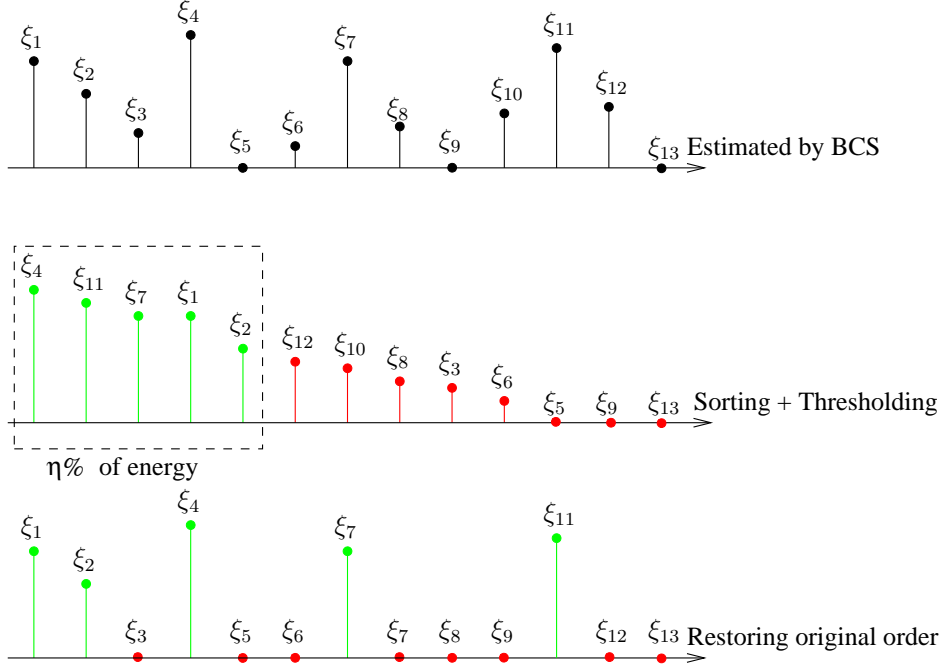 ξ₁ ξ₂ ξ₃ ξ₄ ξ₅ ξ₆ ξ₇ ξ₈ ξ₉ ξ₁₀ ξ₁₁ ξ₁₂ ξ₁₃
Estimated by BCS
ξ₄ ξ₁₁ ξ₇ ξ₁ ξ₂ ξ₁₂ ξ₁₀ ξ₈ ξ₃ ξ₆ ξ₅ ξ₉ ξ₁₃
Sorting + Thresholding
η% of energy
ξ₁ ξ₂ ξ₃ ξ₄ ξ₅ ξ₆ ξ₇ ξ₇ ξ₈ ξ₉ ξ₁₁ ξ₁₂ ξ₁₃
Restoring original order